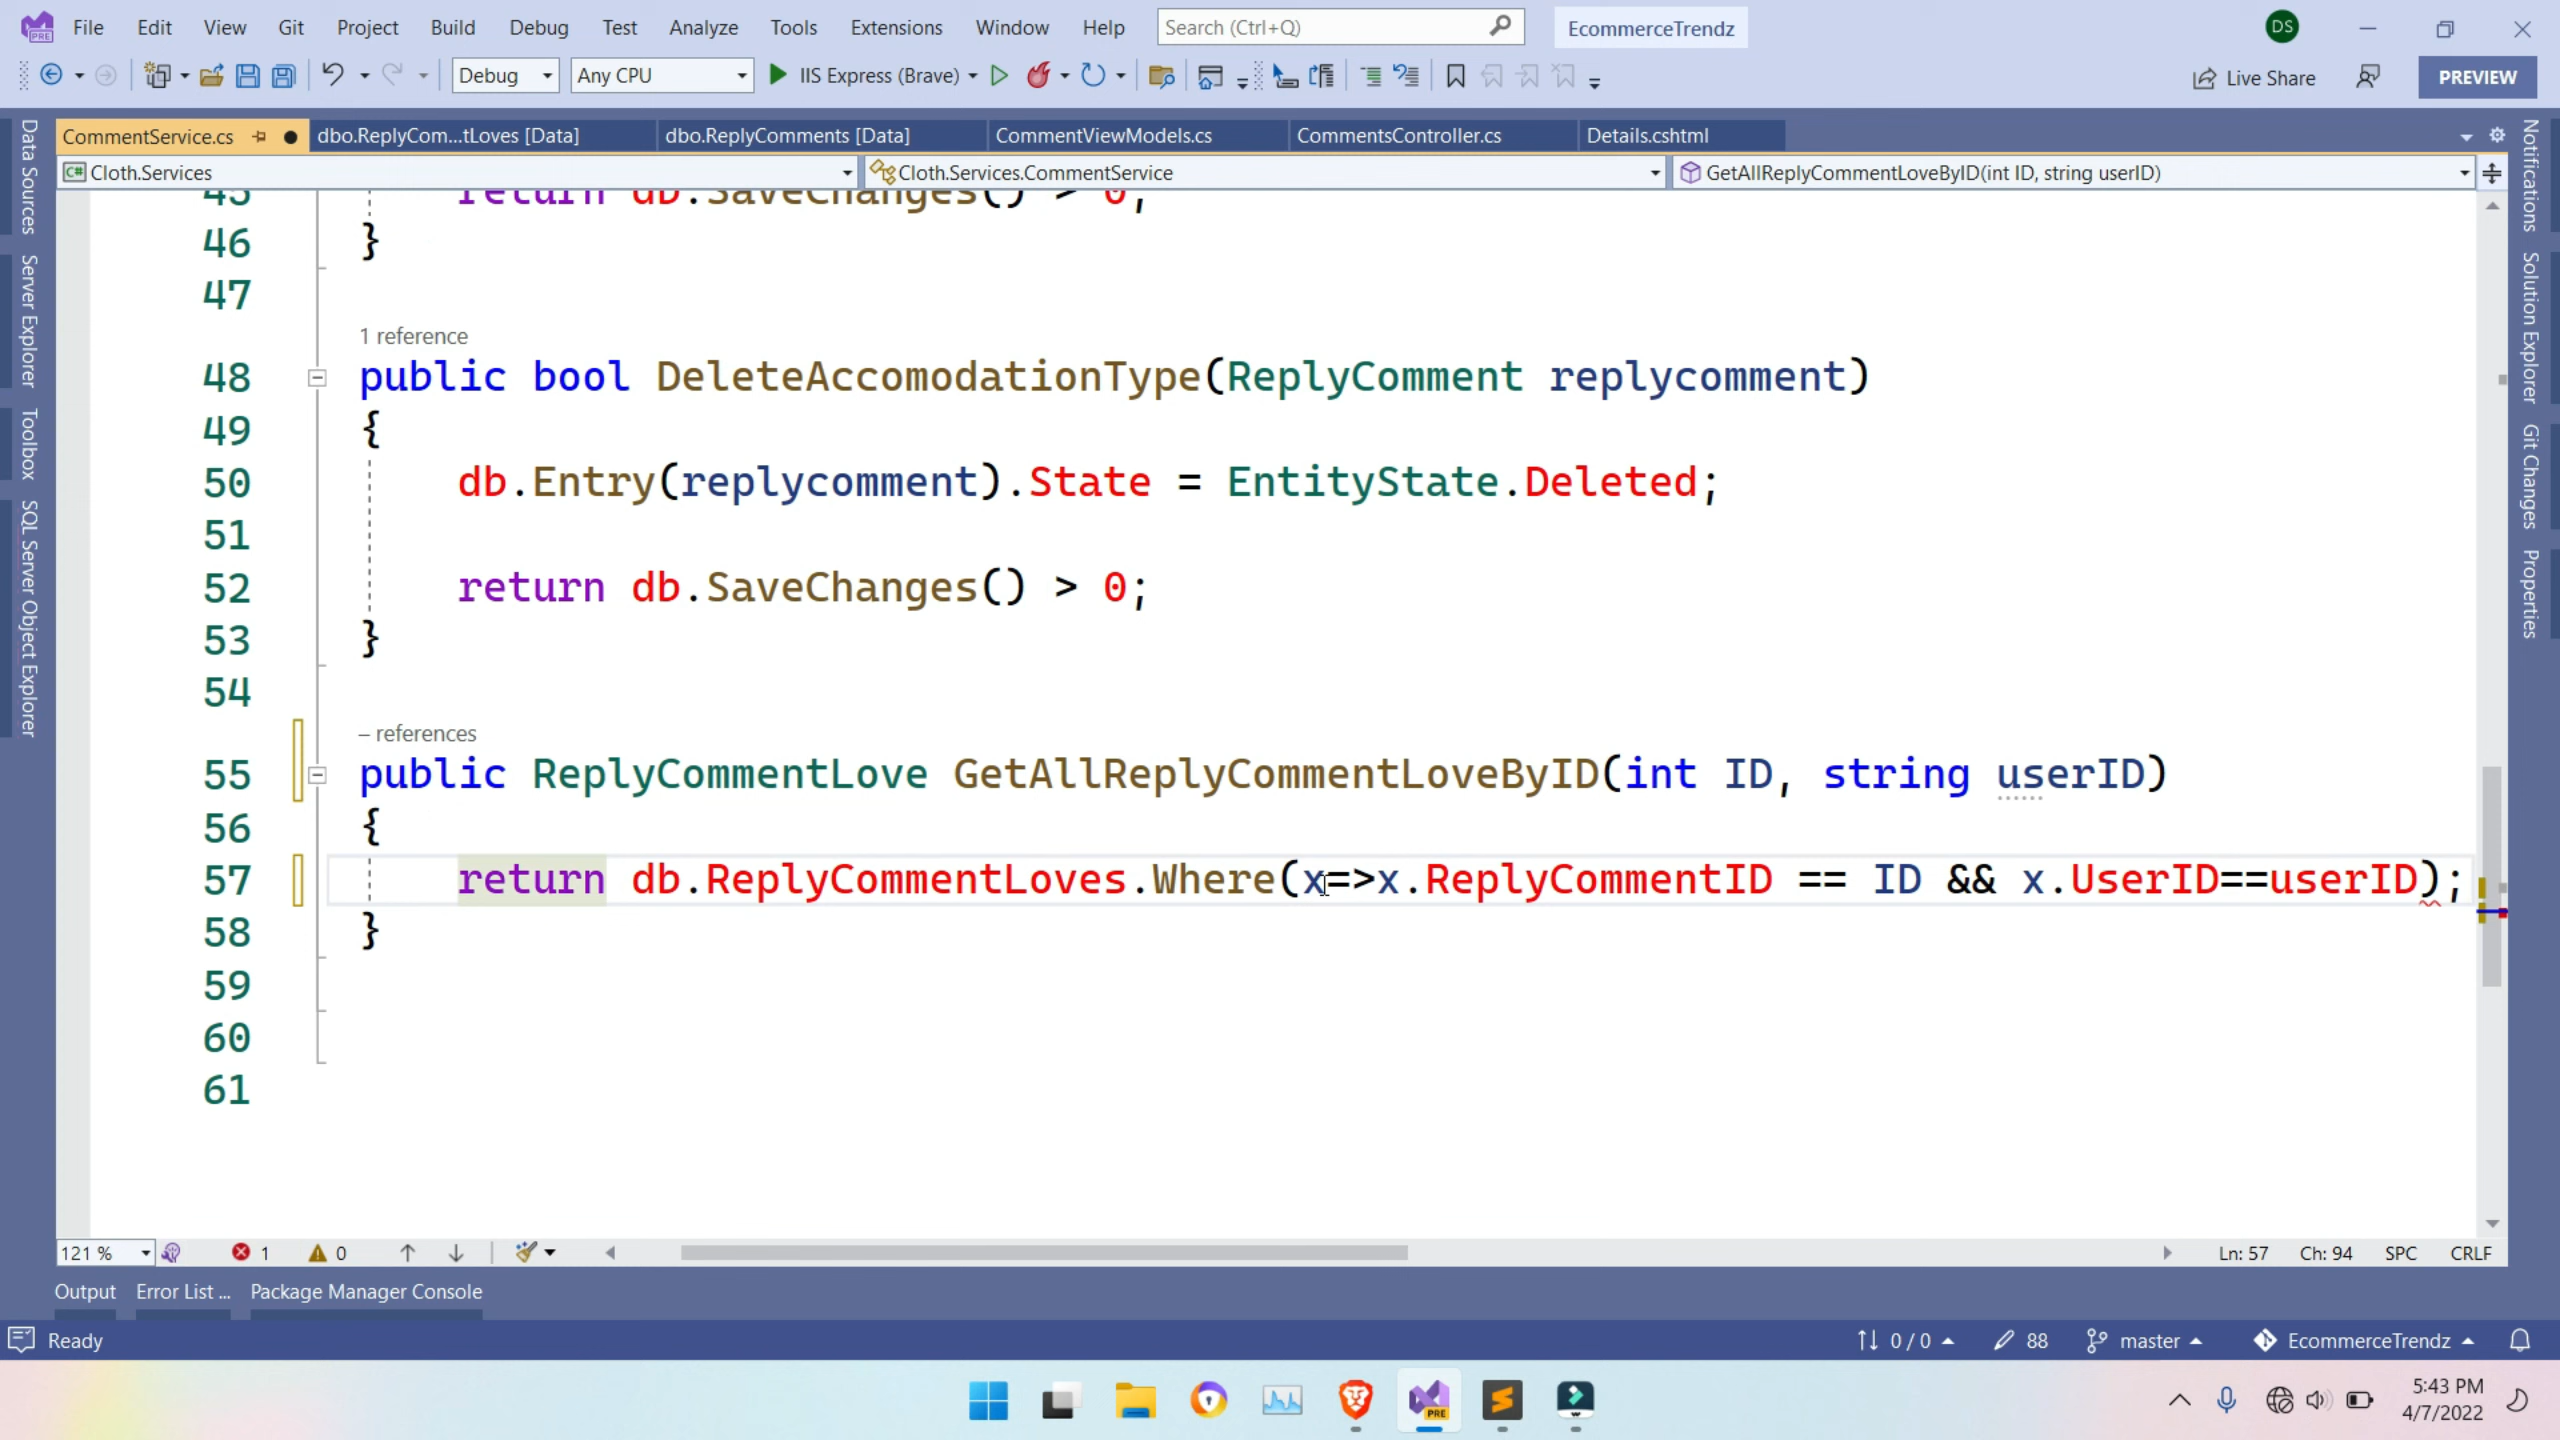 File Edit View Git Project Build Debug Test Analyze Tools Extensions Window Help Search (Ctrl+Q) EcommerceTrendz DS
Debug Any CPU IIS Express (Brave) Live Share PREVIEW
CommentService.cs dbo.ReplyCom...tLoves [Data] dbo.ReplyComments [Data] CommentViewModels.cs CommentsController.cs Details.cshtml
C# Cloth.Services Cloth.Services.CommentService GetAllReplyCommentLoveByID(int ID, string userID)
Data Sources
Server Explorer
Toolbox
SQL Server Object Explorer
45 return db.SaveChanges() > 0;
46 }
47
1 reference
48 public bool DeleteAccomodationType(ReplyComment replycomment)
49 {
50 db.Entry(replycomment).State = EntityState.Deleted;
51
52 return db.SaveChanges() > 0;
53 }
54
– references
55 public ReplyCommentLove GetAllReplyCommentLoveByID(int ID, string userID)
56 {
57 return db.ReplyCommentLoves.Where(x=>x.ReplyCommentID == ID && x.UserID==userID);
58 }
59
60
61
Notifications
Solution Explorer
Git Changes
Properties
121 % 1 0 Ln: 57 Ch: 94 SPC CRLF
Output Error List ... Package Manager Console
Ready 0 / 0 88 master EcommerceTrendz
PRE
5:43 PM
4/7/2022